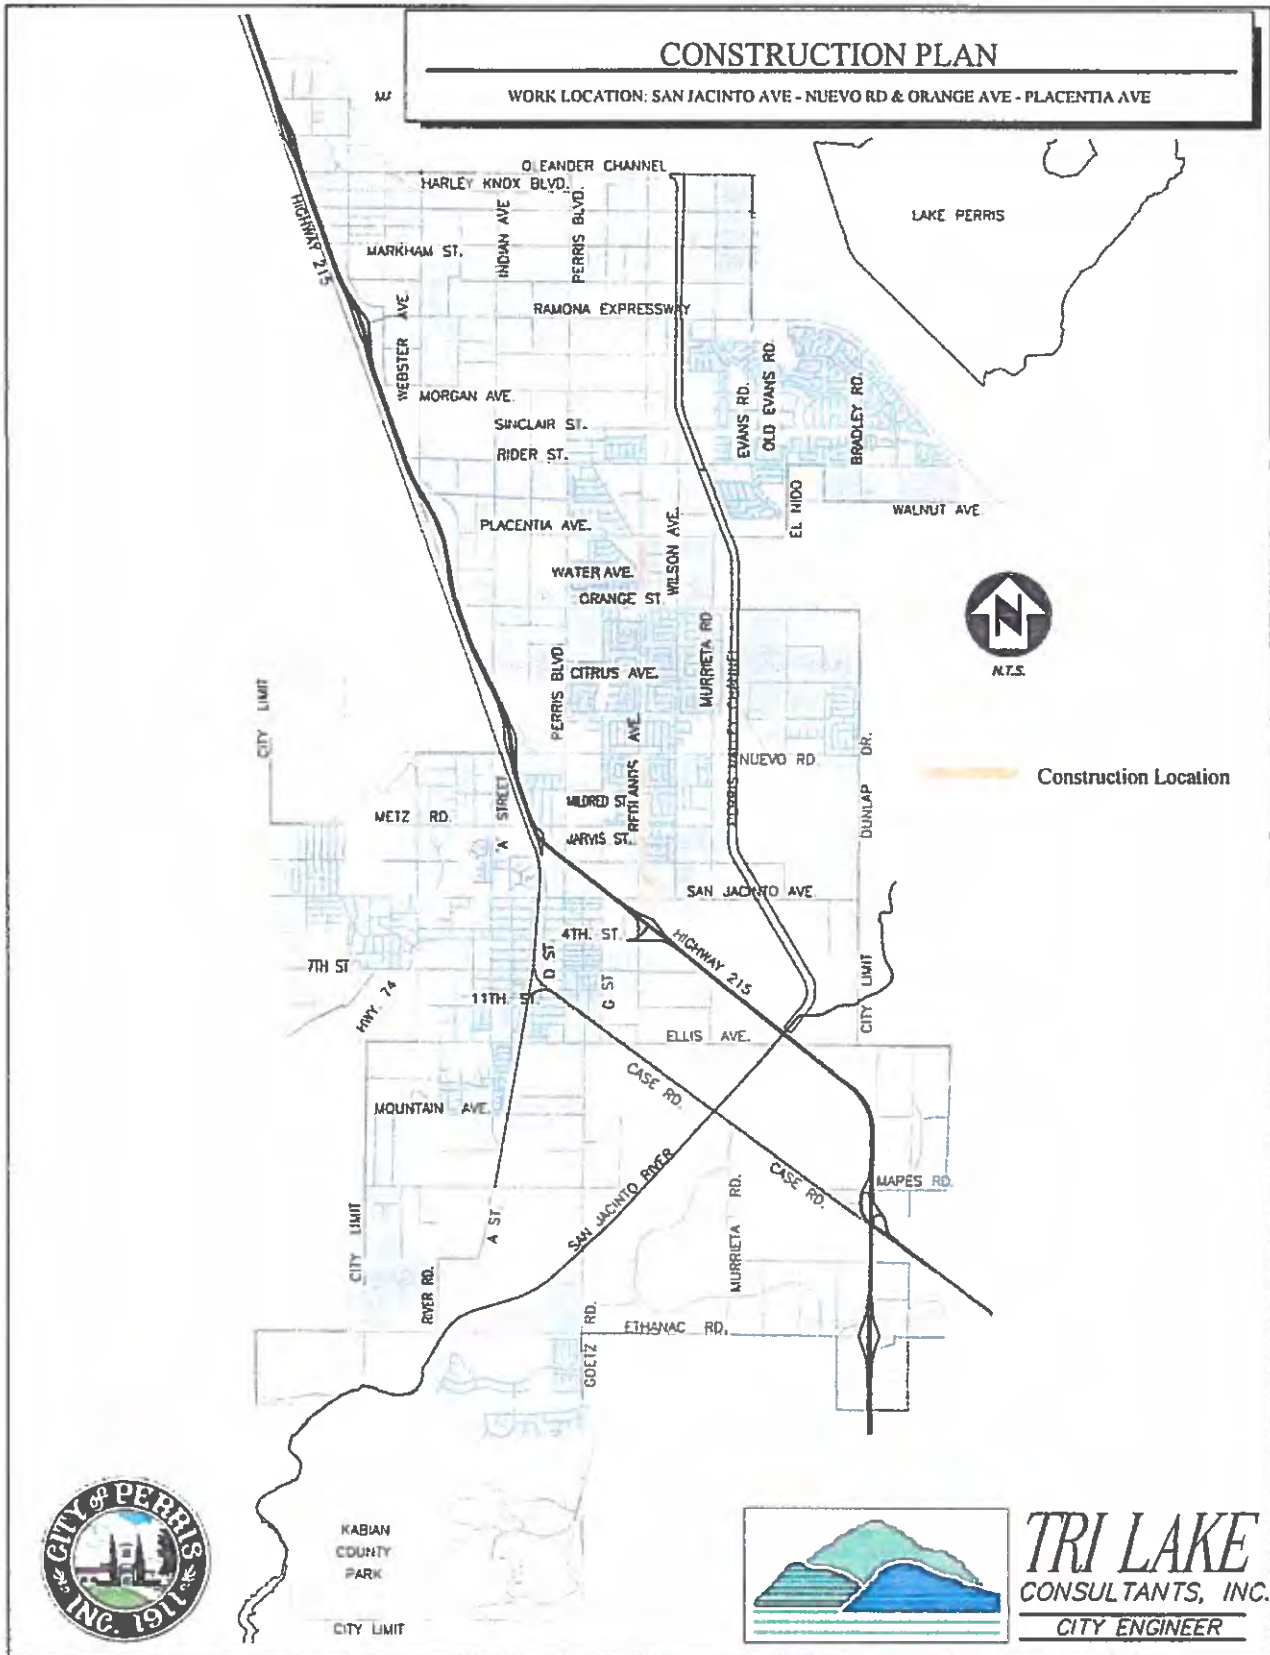 CONSTRUCTION PLAN
WORK LOCATION: SAN JACINTO AVE - NUEVO RD & ORANGE AVE - PLACENTIA AVE
OLEANDER CHANNEL
HARLEY KNOX BLVD.
HIGHWAY 215
INDIAN AVE
PERRIS BLVD.
LAKE PERRIS
MARKHAM ST.
RAMONA EXPRESSWAY
WEBSTER AVE.
MORGAN AVE.
SINCLAIR ST.
RIDER ST.
EVANS RD.
OLD EVANS RD.
BRADLEY RD.
EL NIDO
WALNUT AVE.
PLACENTIA AVE.
WILSON AVE.
WATER AVE.
ORANGE ST.
N
N.T.S.
MURRIETA RD
PERRIS BLVD.
CITRUS AVE.
PERRIS VALLEY CHANNEL
CITY LIMIT
REDLANDS AVE
NUEVO RD.
DUNLAP DR.
Construction Location
METZ RD.
'A' STREET
MILDRED ST.
JARVIS ST.
SAN JACINTO AVE.
4TH. ST.
HIGHWAY 215
7TH ST
HWY. 74
D ST
G ST
11TH. ST.
CITY LIMIT
ELLIS AVE.
CASE RD.
MOUNTAIN AVE.
SAN JACINTO RIVER
CASE RD.
MAPES RD.
A ST.
CITY LIMIT
RIVER RD.
MURRIETA RD.
GOETZ RD.
ETHANAC RD.
KABIAN
COUNTY
PARK
CITY LIMIT
CITY of PERRIS
INC. 1911
TRI LAKE
CONSULTANTS, INC.
CITY ENGINEER